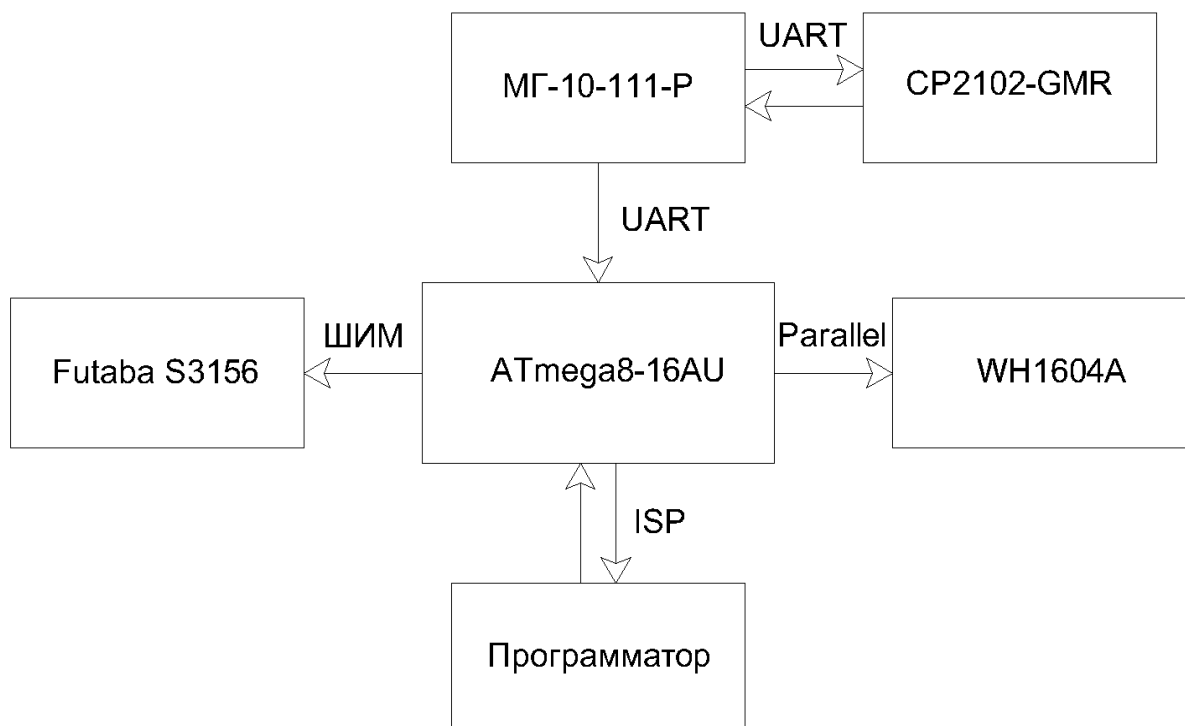 UART
МГ-10-111-Р
CP2102-GMR
UART
ШИМ
Parallel
Futaba S3156
ATmega8-16AU
WH1604A
ISP
Программатор